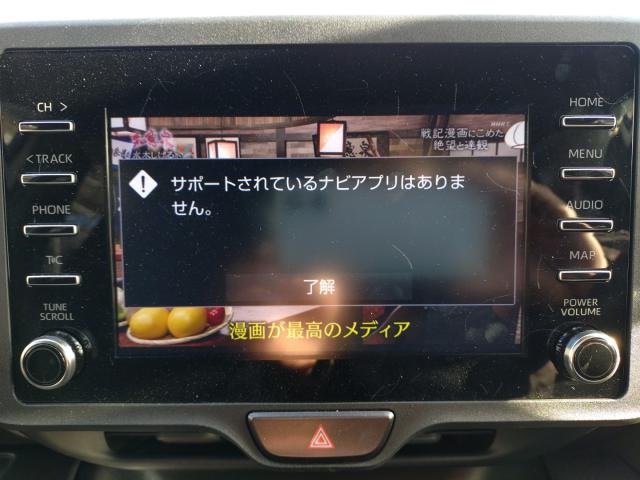 CH >
< TRACK
PHONE
T C
TUNE
SCROLL
NHK
戦記漫画にこめた
絶望と達観
サポートされているナビアプリはありま
せん。
了解
漫画が最高のメディア
HOME
MENU
AUDIO
MAP
POWER
VOLUME